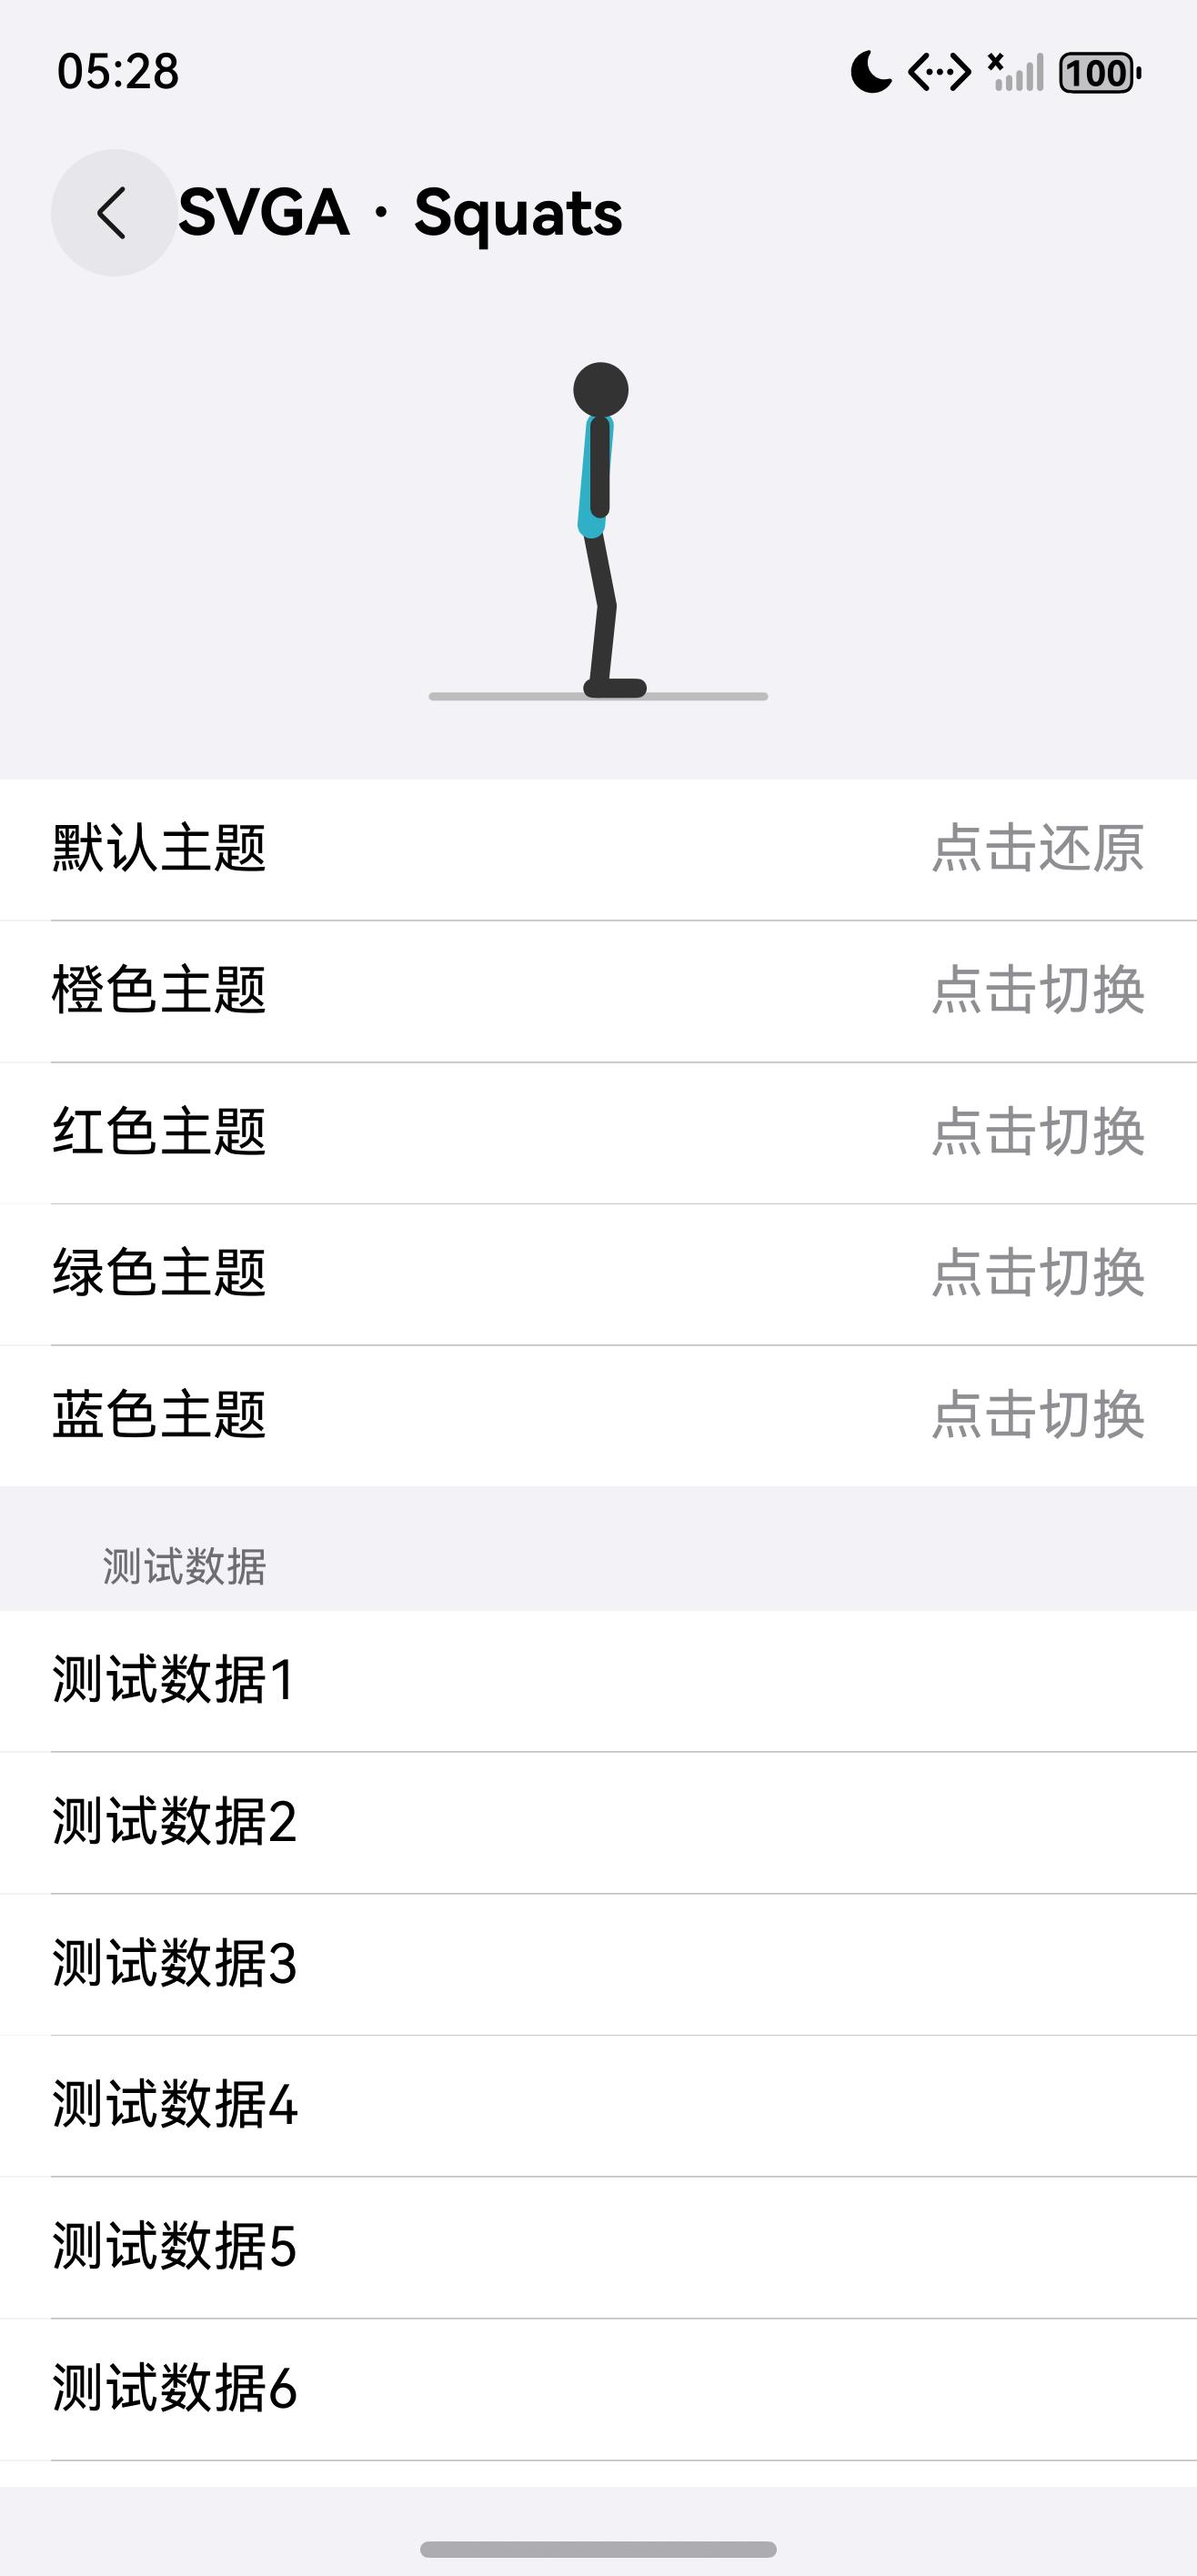 05:28
100
SVGA · Squats
默认主题 点击还原
橙色主题 点击切换
红色主题 点击切换
绿色主题 点击切换
蓝色主题 点击切换
测试数据
测试数据1
测试数据2
测试数据3
测试数据4
测试数据5
测试数据6